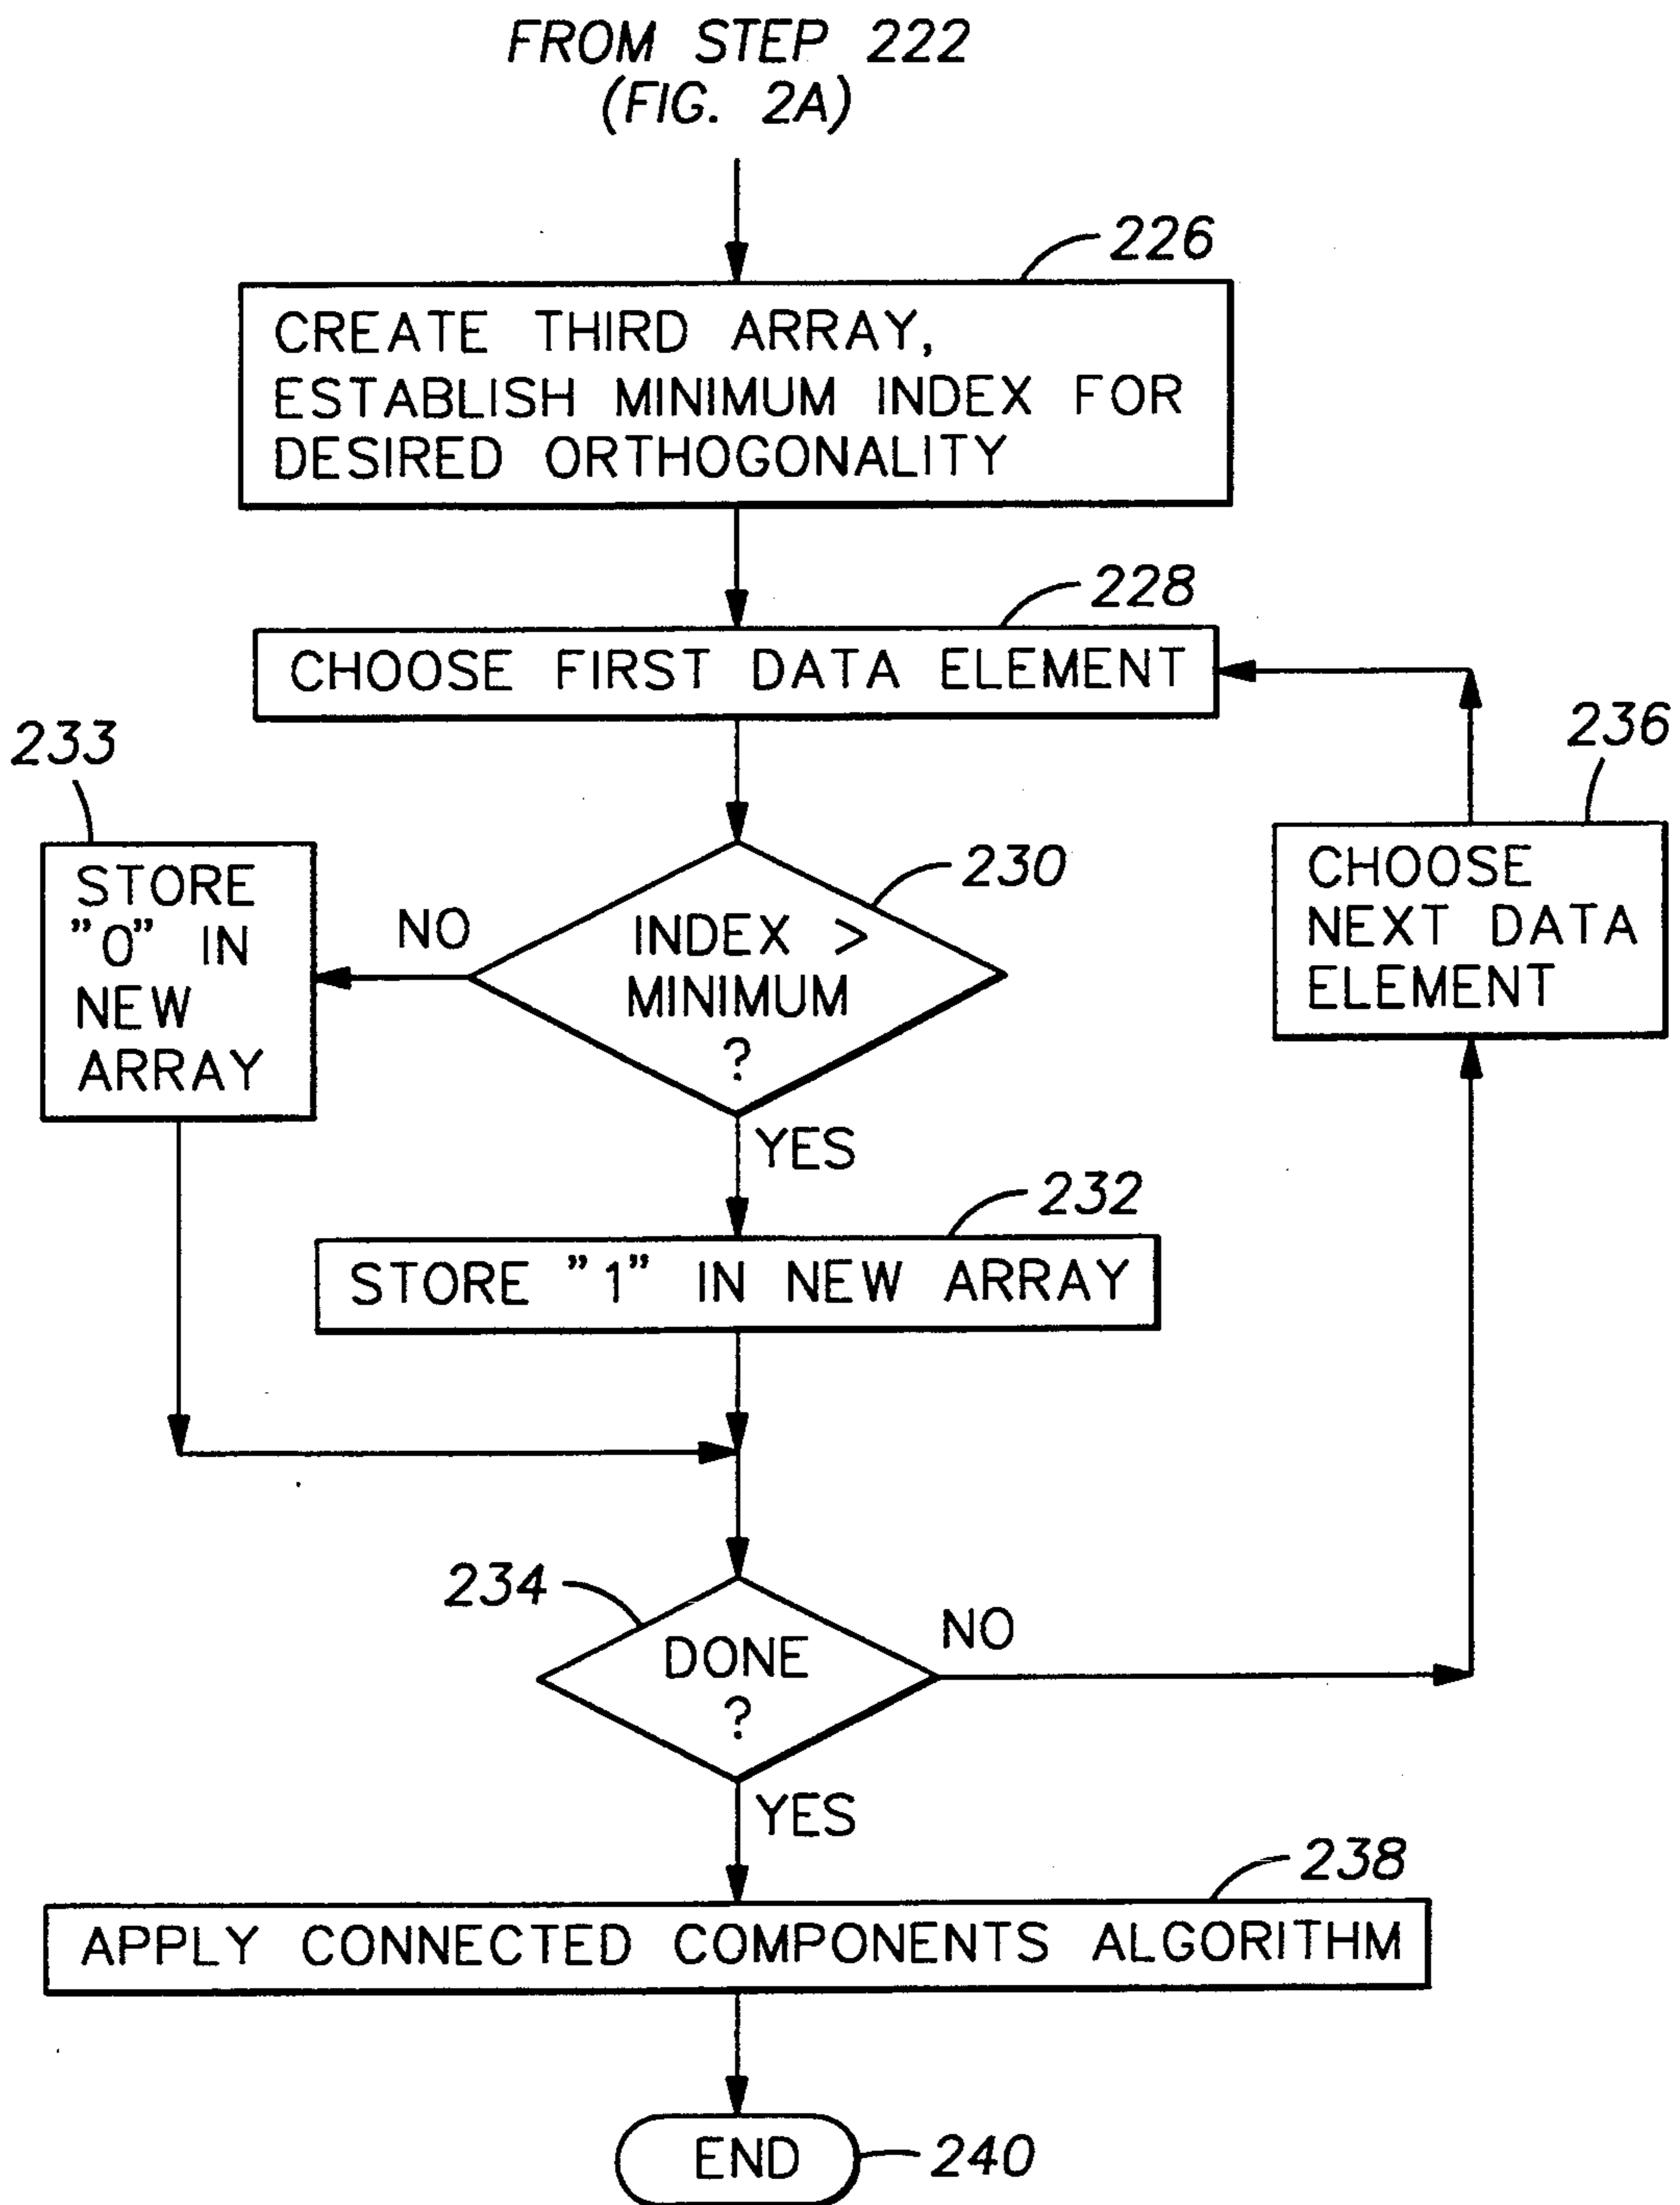 FROM STEP 222
(FIG. 2A)
226
CREATE THIRD ARRAY,
ESTABLISH MINIMUM INDEX FOR
DESIRED ORTHOGONALITY
228
CHOOSE FIRST DATA ELEMENT
233
236
STORE
"0" IN
NEW
ARRAY
NO
230
INDEX >
MINIMUM
?
CHOOSE
NEXT DATA
ELEMENT
YES
232
STORE "1" IN NEW ARRAY
234
DONE
?
NO
YES
238
APPLY CONNECTED COMPONENTS ALGORITHM
END
240